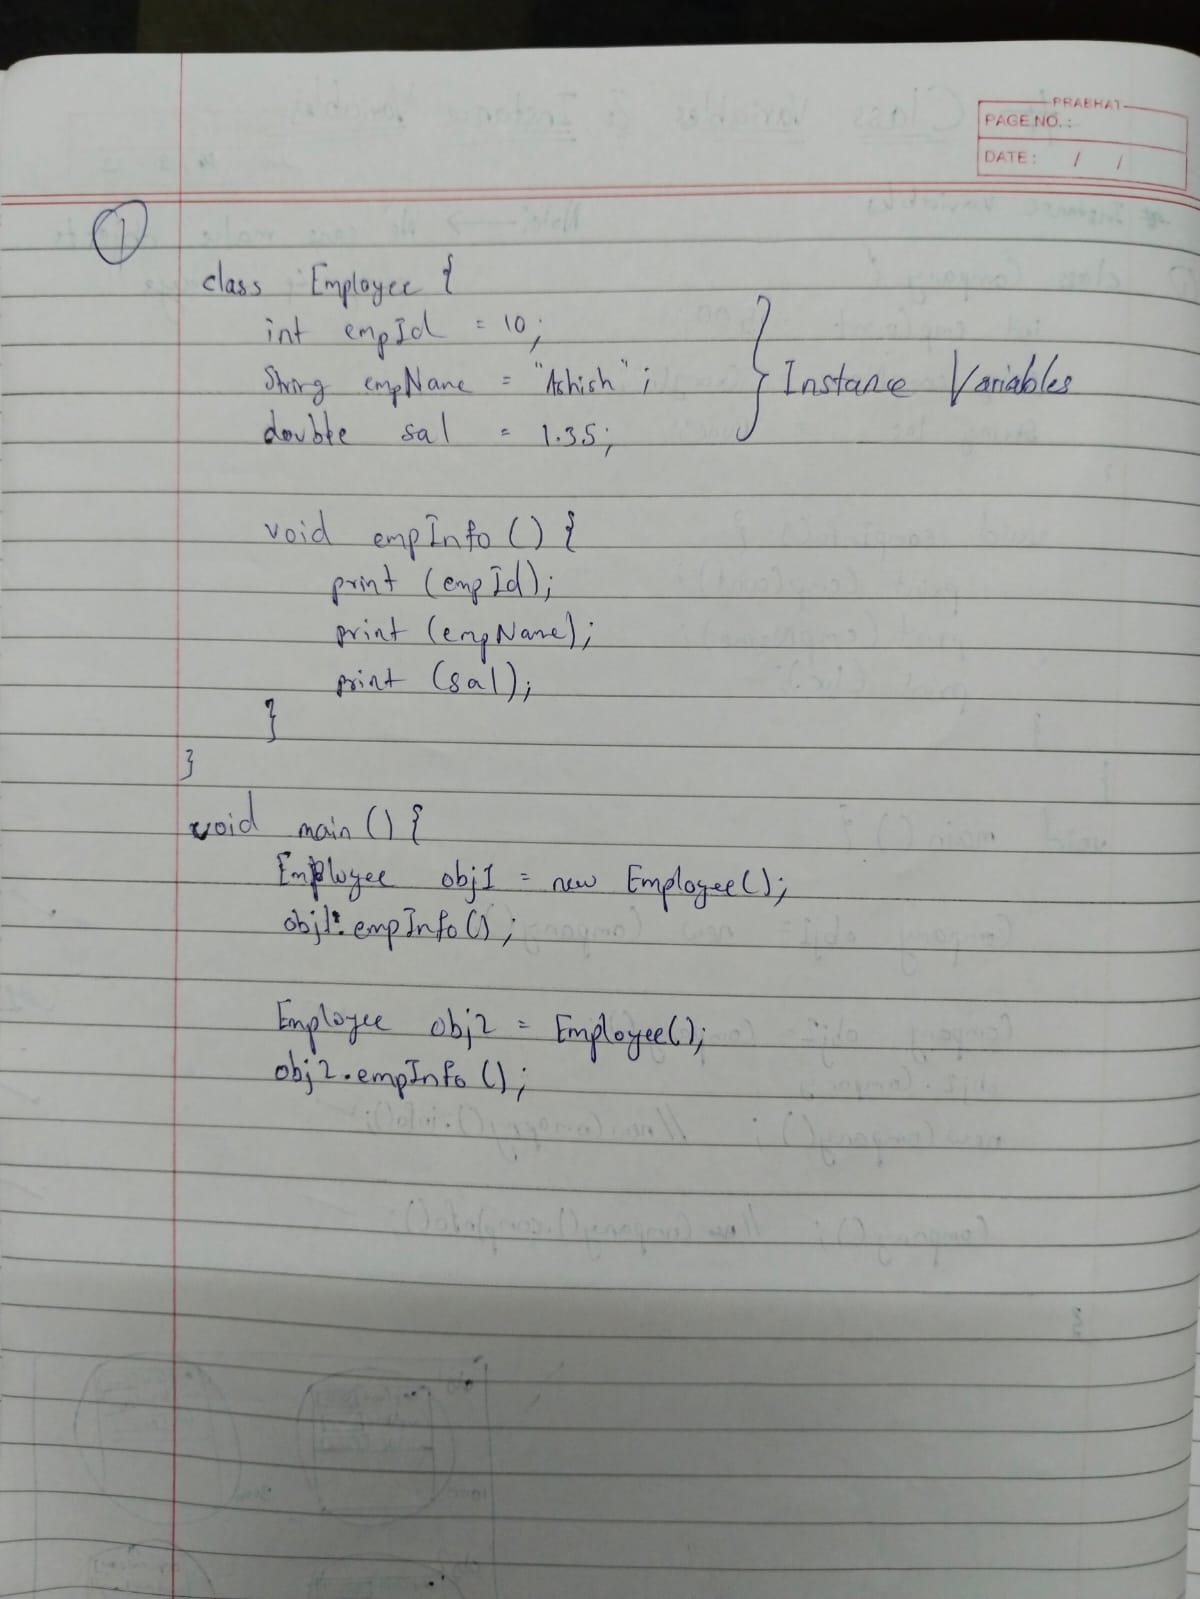 PRABHAT
PAGE NO.:
DATE: / /
1
class Employee {
int empId = 10;
String empName = "Ashish";
double sal = 1.35;
} Instance Variables
void empInfo () {
print (empId);
print (empName);
print (sal);
}
}
void main () {
Employee obj1 = new Employee();
obj1.empInfo();
Employee obj2 = Employee();
obj2.empInfo();